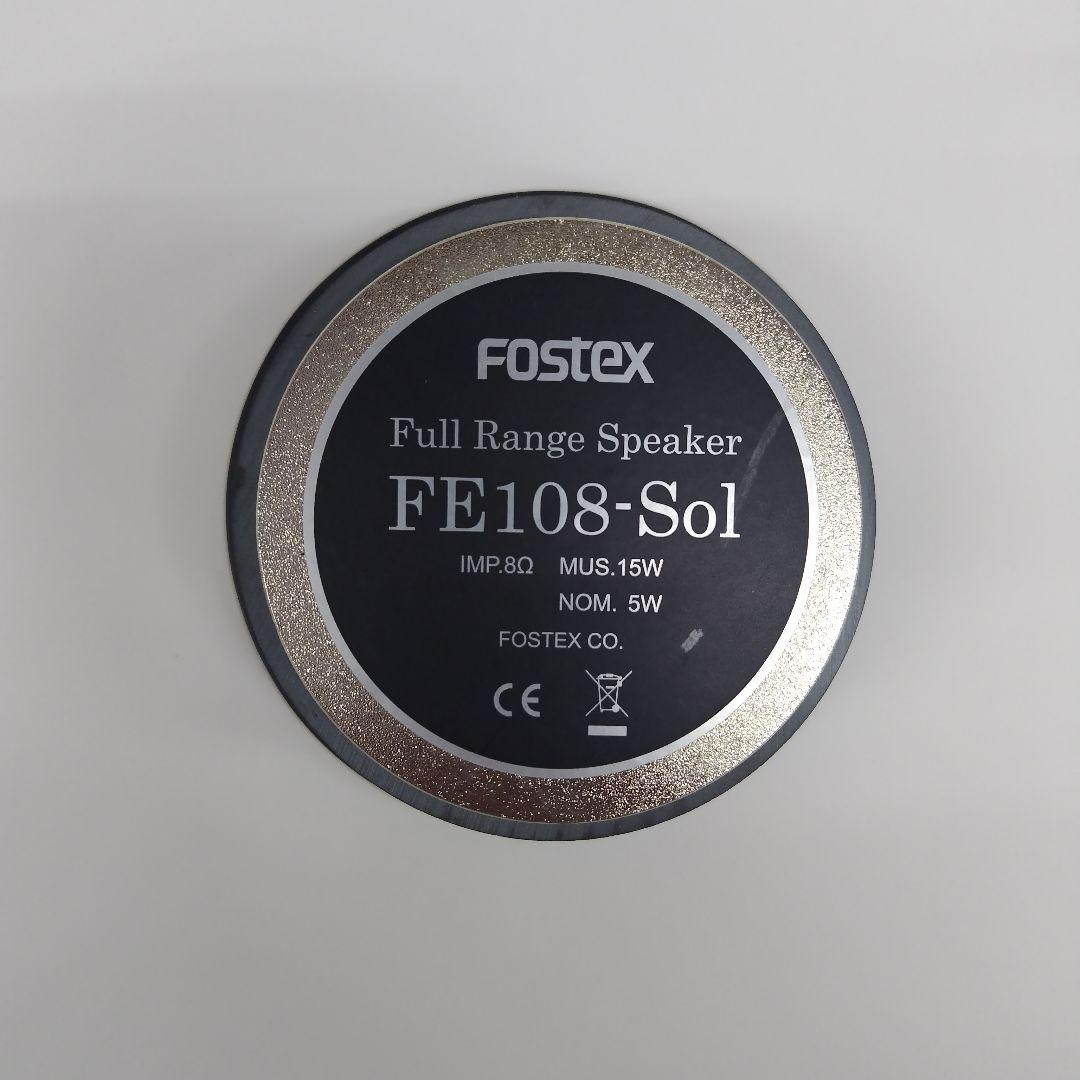 FOSTEX
Full Range Speaker
FE108-Sol
IMP.8Ω MUS.15W
NOM. 5W
FOSTEX CO.
CE